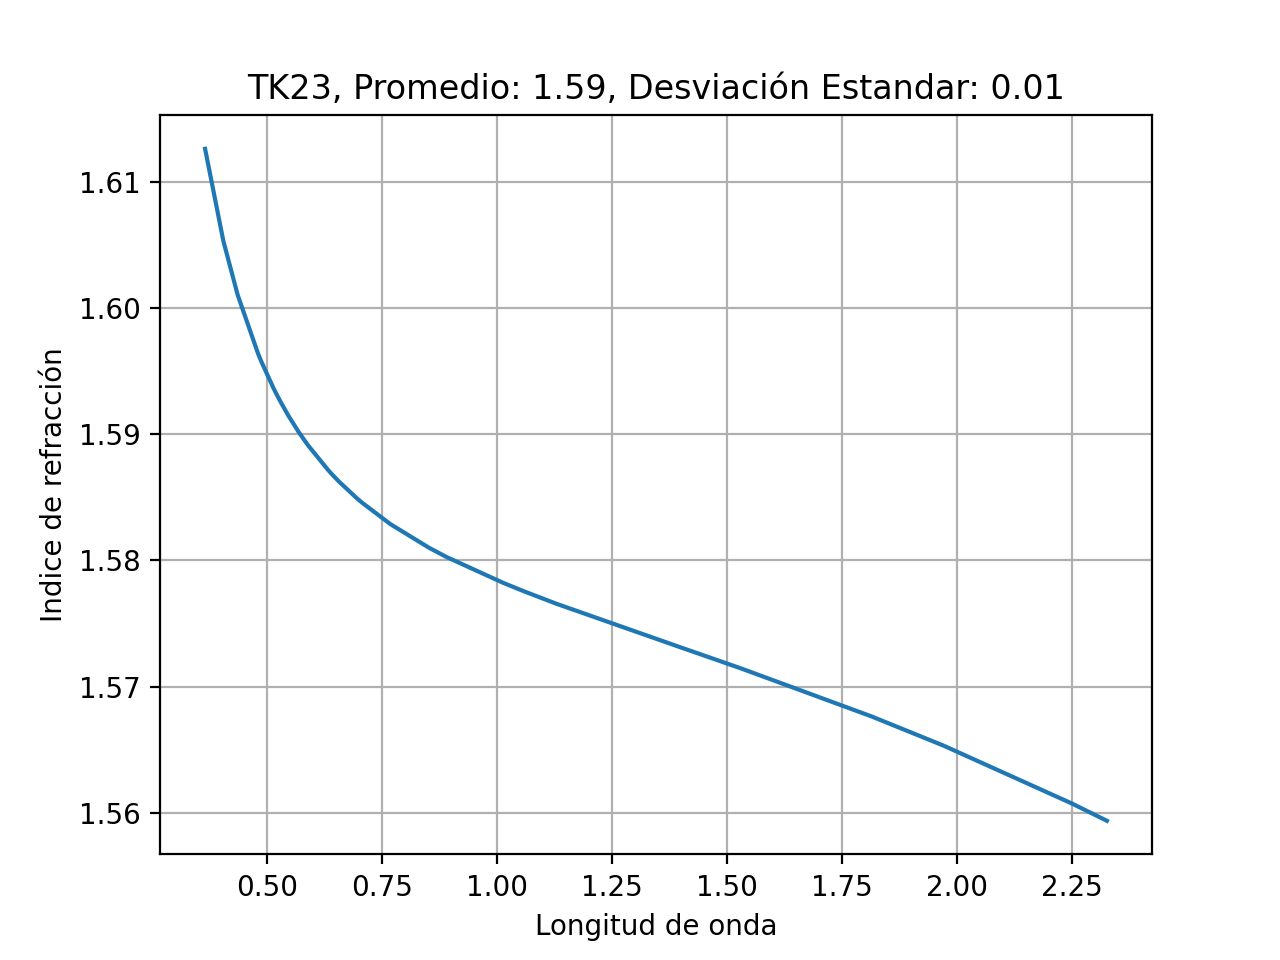 TK23, Promedio: 1.59, Desviación Estandar: 0.01
1.61
1.60
1.59
1.58
1.57
1.56
Indice de refracción
0.50 0.75 1.00 1.25 1.50 1.75 2.00 2.25
Longitud de onda